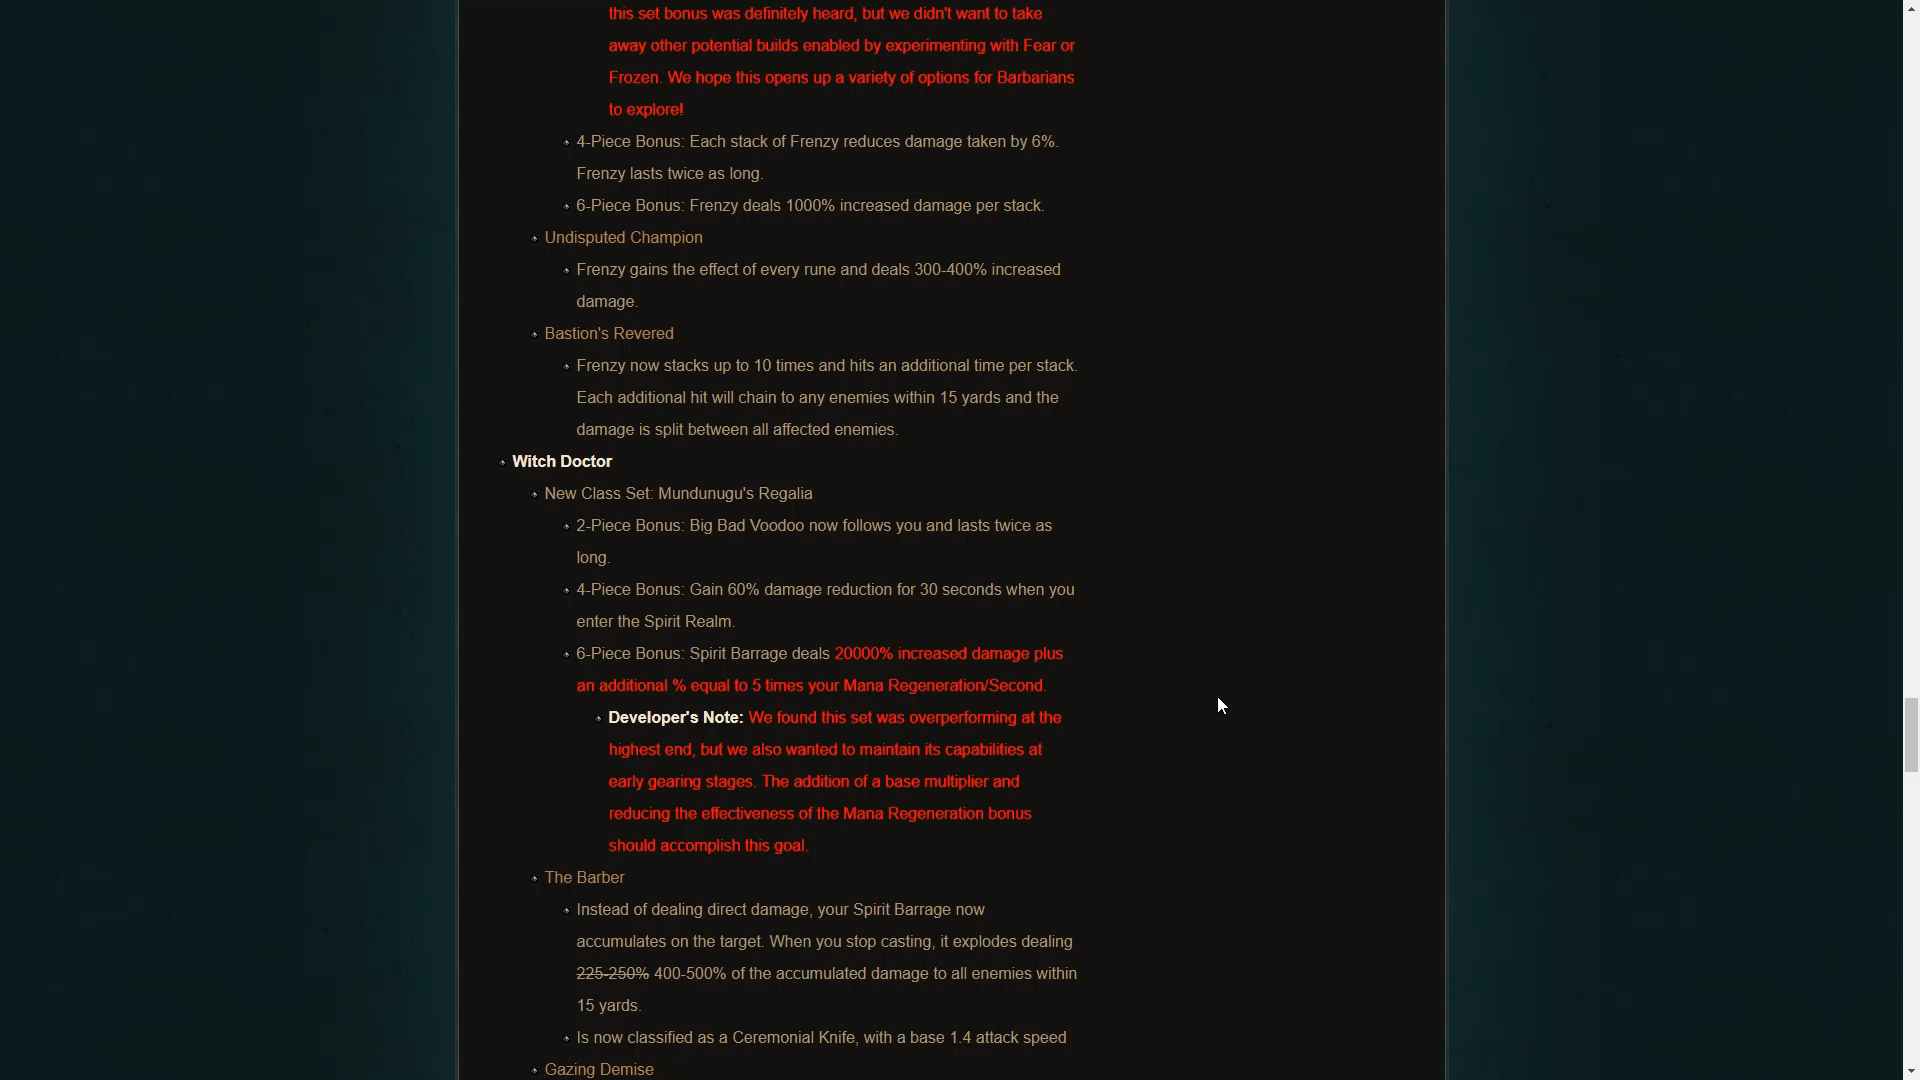 this set bonus was definitely heard, but we didn't want to take
away other potential builds enabled by experimenting with Fear or
Frozen. We hope this opens up a variety of options for Barbarians
to explore!
4-Piece Bonus: Each stack of Frenzy reduces damage taken by 6%.
Frenzy lasts twice as long.
6-Piece Bonus: Frenzy deals 1000% increased damage per stack.
Undisputed Champion
Frenzy gains the effect of every rune and deals 300-400% increased
damage.
Bastion's Revered
Frenzy now stacks up to 10 times and hits an additional time per stack.
Each additional hit will chain to any enemies within 15 yards and the
damage is split between all affected enemies.
Witch Doctor
New Class Set: Mundunugu's Regalia
2-Piece Bonus: Big Bad Voodoo now follows you and lasts twice as
long.
4-Piece Bonus: Gain 60% damage reduction for 30 seconds when you
enter the Spirit Realm.
6-Piece Bonus: Spirit Barrage deals 20000% increased damage plus
an additional % equal to 5 times your Mana Regeneration/Second.
Developer's Note: We found this set was overperforming at the
highest end, but we also wanted to maintain its capabilities at
early gearing stages. The addition of a base multiplier and
reducing the effectiveness of the Mana Regeneration bonus
should accomplish this goal.
The Barber
Instead of dealing direct damage, your Spirit Barrage now
accumulates on the target. When you stop casting, it explodes dealing
225-250% 400-500% of the accumulated damage to all enemies within
15 yards.
Is now classified as a Ceremonial Knife, with a base 1.4 attack speed
Gazing Demise